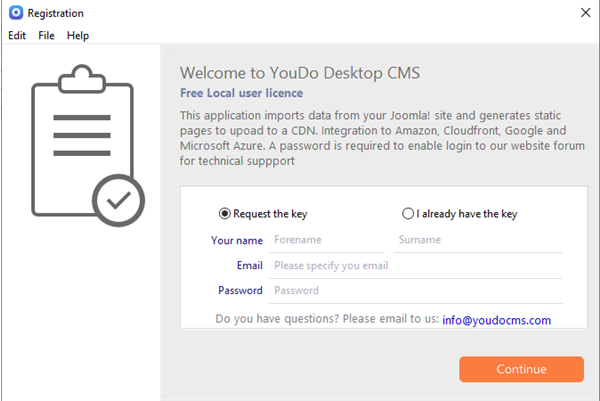 Registration
Edit File Help
Welcome to YouDo Desktop CMS
Free Local user licence
This application imports data from your Joomla! site and generates static
pages to upoad to a CDN. Integration to Amazon, Cloudfront, Google and
Microsoft Azure. A password is required to enable login to our website forum
for technical suppport
Request the key I already have the key
Your name Forename Surname
Email Please specify you email
Password Password
Do you have questions? Please email to us: info@youdocms.com
Continue